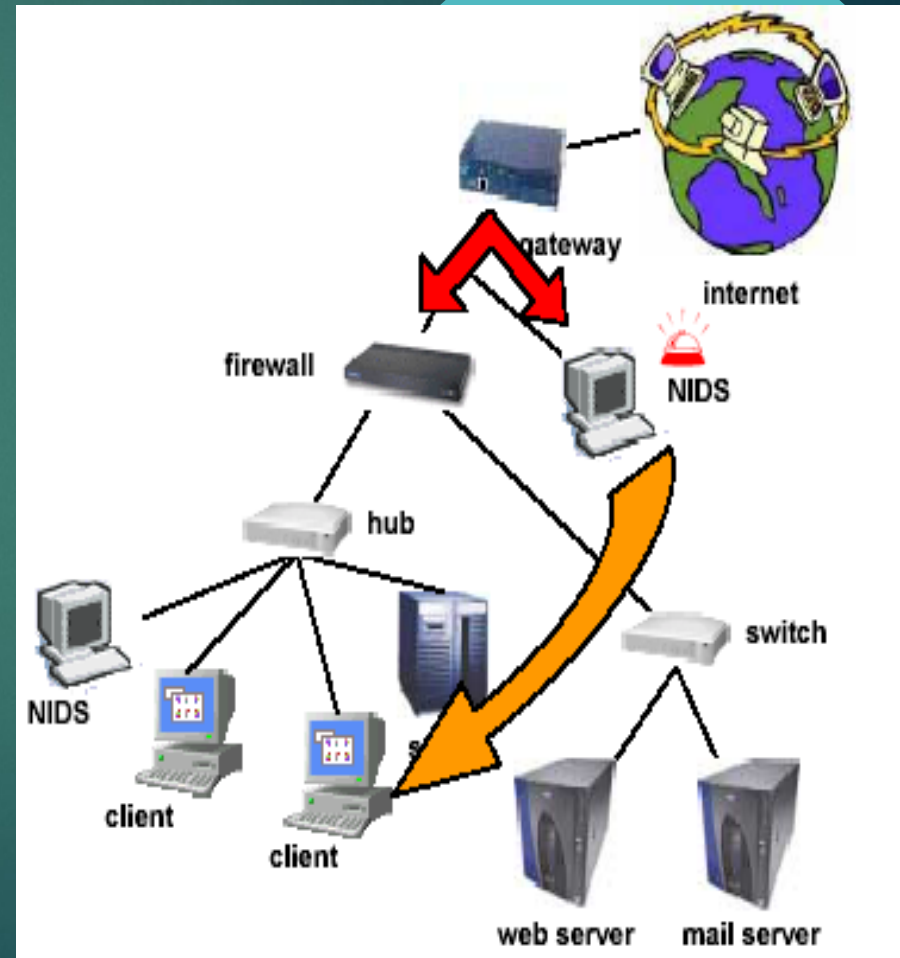 gateway
internet
firewall
NIDS
hub
switch
NIDS
client
client
web server
mail server